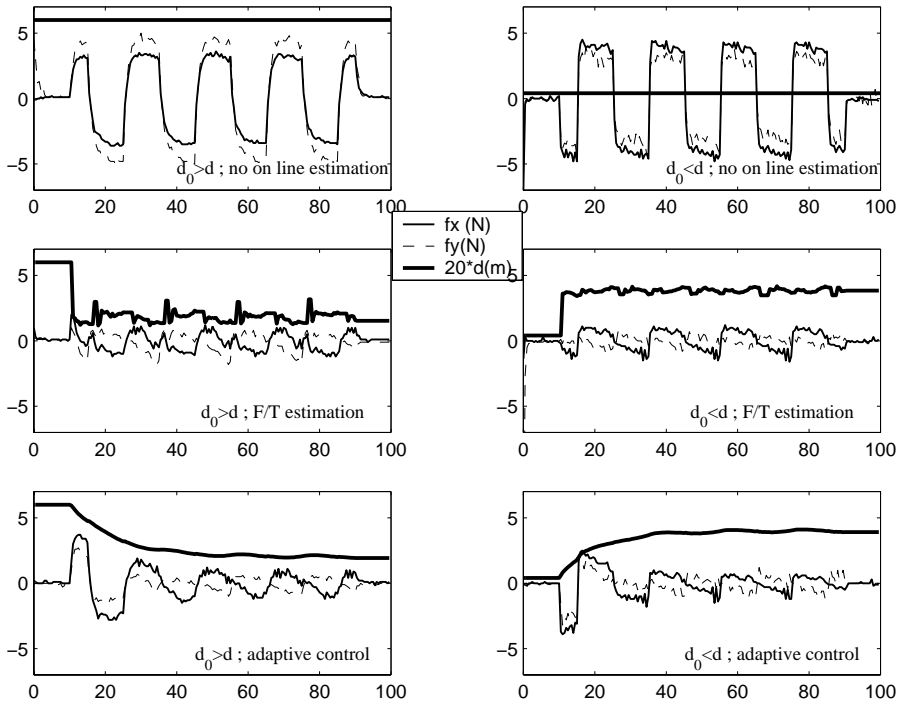 5
0
−5
0 20 40 60 80 100
d0>d ; no on line estimation
5
0
−5
0 20 40 60 80 100
d0<d ; no on line estimation
fx (N)
fy(N)
20*d(m)
5
0
−5
0 20 40 60 80 100
d0>d ; F/T estimation
5
0
−5
0 20 40 60 80 100
d0<d ; F/T estimation
5
0
−5
0 20 40 60 80 100
d0>d ; adaptive control
5
0
−5
0 20 40 60 80 100
d0<d ; adaptive control